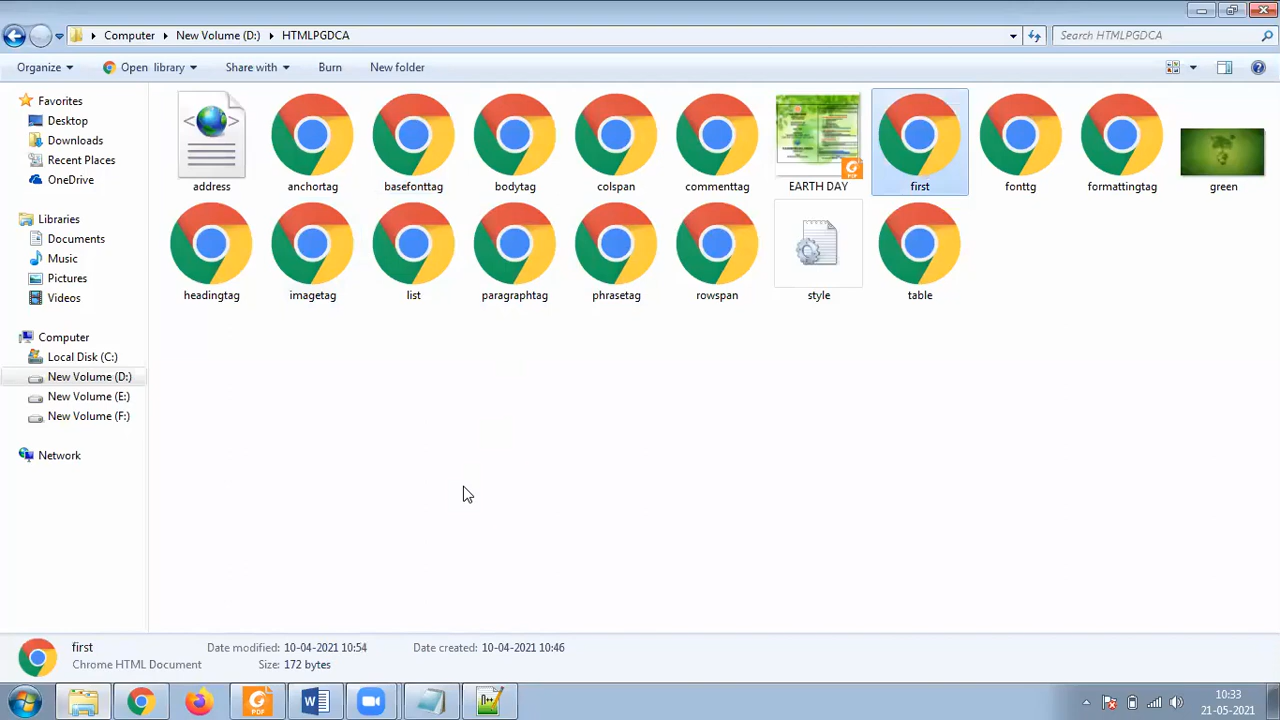 Computer New Volume (D:) HTMLPGDCA
Search HTMLPGDCA
Organize Open library Share with Burn New folder
Favorites
Desktop
Downloads
Recent Places
OneDrive
Libraries
Documents
Music
Pictures
Videos
Computer
Local Disk (C:)
New Volume (D:)
New Volume (E:)
New Volume (F:)
Network
address anchortag basefonttag bodytag colspan commenttag EARTH DAY first fonttg formattingtag green
headingtag imagetag list paragraphtag phrasetag rowspan style table
first Date modified: 10-04-2021 10:54 Date created: 10-04-2021 10:46
Chrome HTML Document Size: 172 bytes
PDF
PDF
W
10:33
21-05-2021